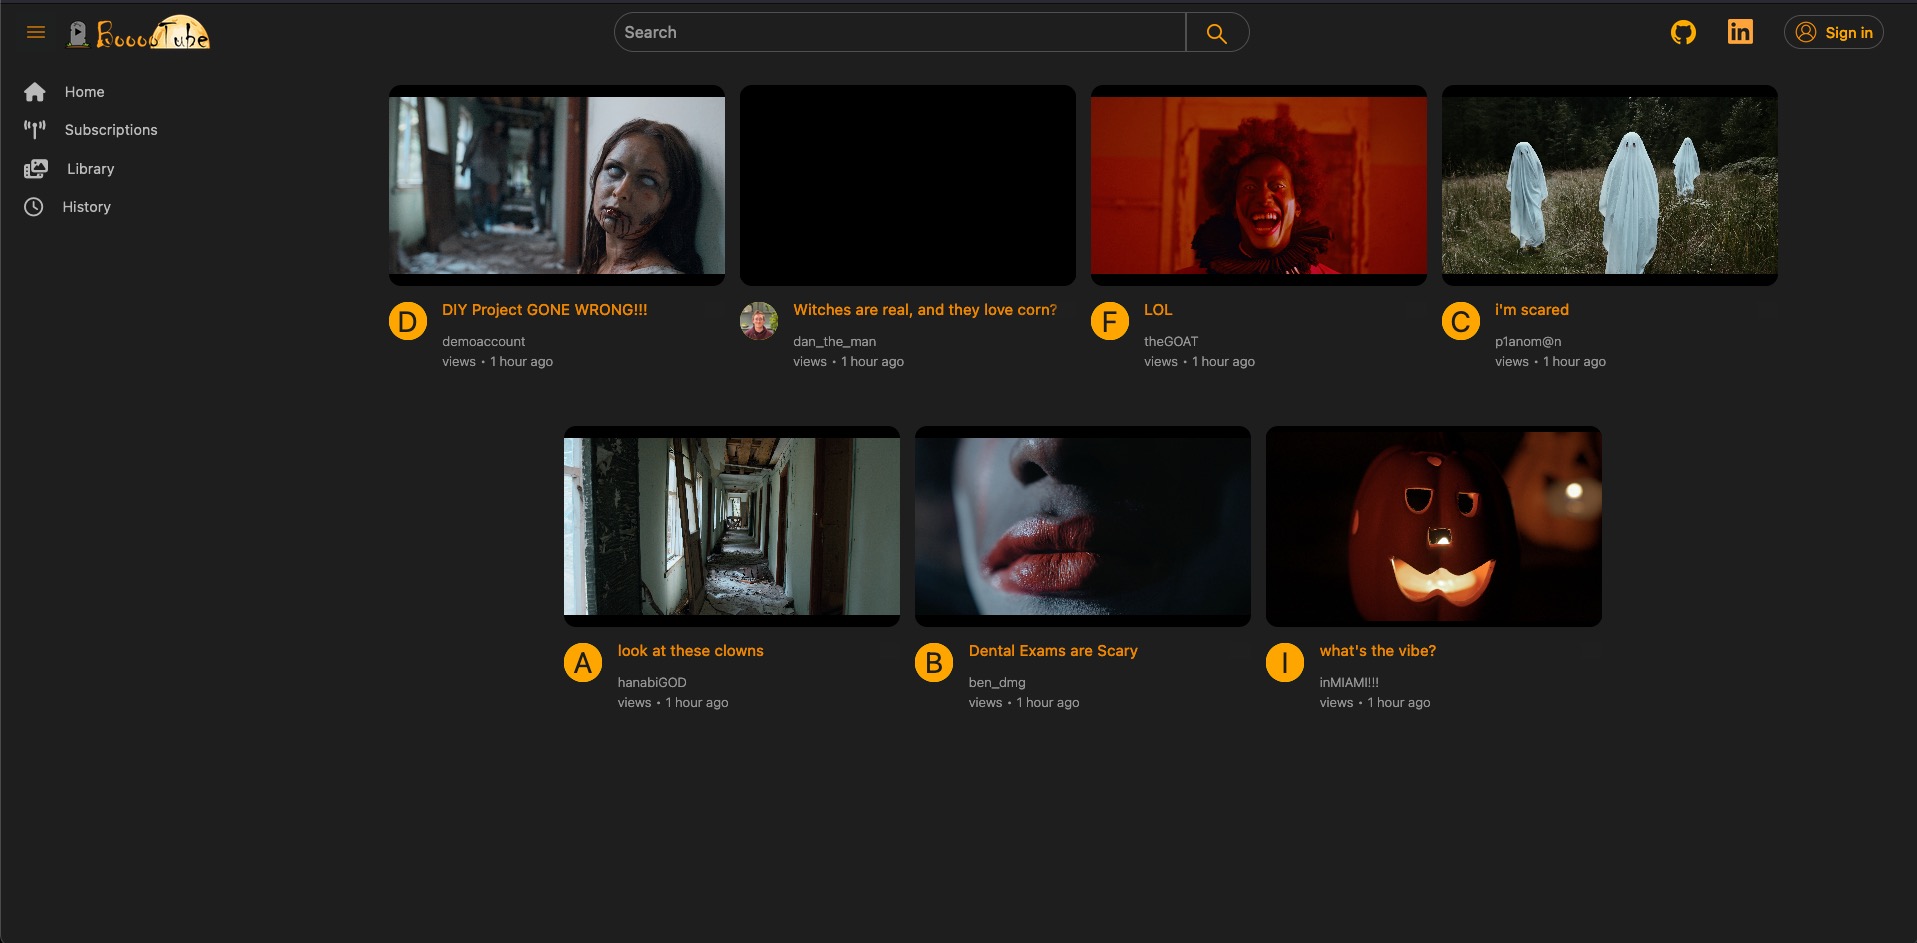 BooooTube
Search
Sign in
Home
Subscriptions
Library
History
D
DIY Project GONE WRONG!!!
demoaccount
views • 1 hour ago
Witches are real, and they love corn?
dan_the_man
views • 1 hour ago
F
LOL
theGOAT
views • 1 hour ago
C
i'm scared
p1anom@n
views • 1 hour ago
A
look at these clowns
hanabiGOD
views • 1 hour ago
B
Dental Exams are Scary
ben_dmg
views • 1 hour ago
I
what's the vibe?
inMIAMI!!!
views • 1 hour ago